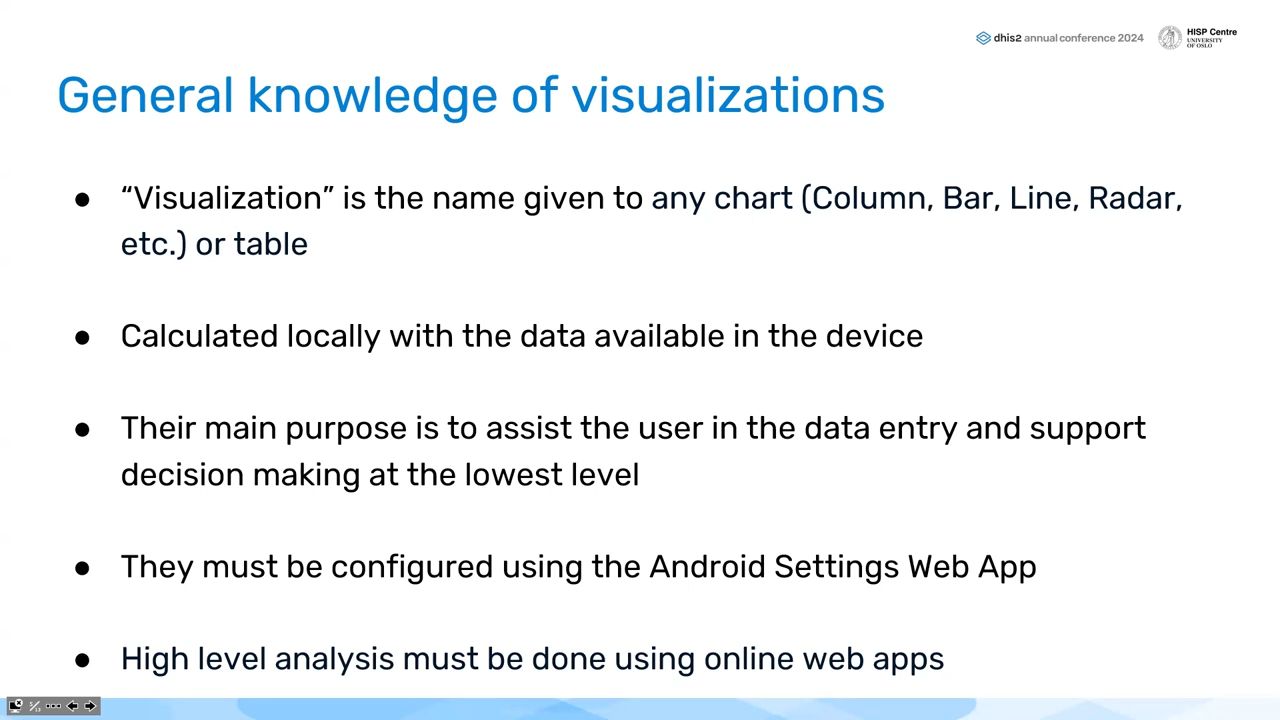 dhis2 annual conference 2024
HISP Centre
UNIVERSITY
OF OSLO
General knowledge of visualizations
● “Visualization” is the name given to any chart (Column, Bar, Line, Radar,
etc.) or table
● Calculated locally with the data available in the device
● Their main purpose is to assist the user in the data entry and support
decision making at the lowest level
● They must be configured using the Android Settings Web App
● High level analysis must be done using online web apps